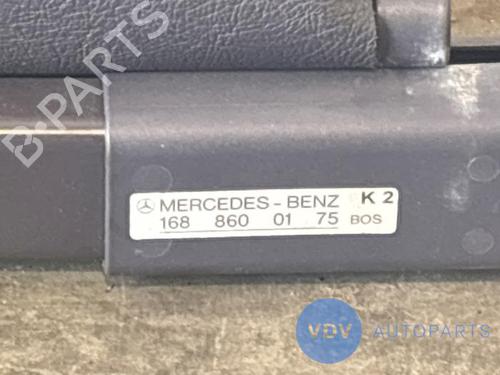 B-PARTS
MERCEDES-BENZ K 2
168 860 01 75 BOS
VDV AUTOPARTS